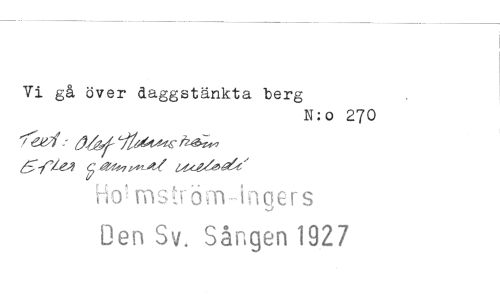 Vi gå över daggstänkta berg
N:o 270
Text: Olof Thunström
Efter gammal melodi
Holmström-Ingers
Den Sv. Sången 1927